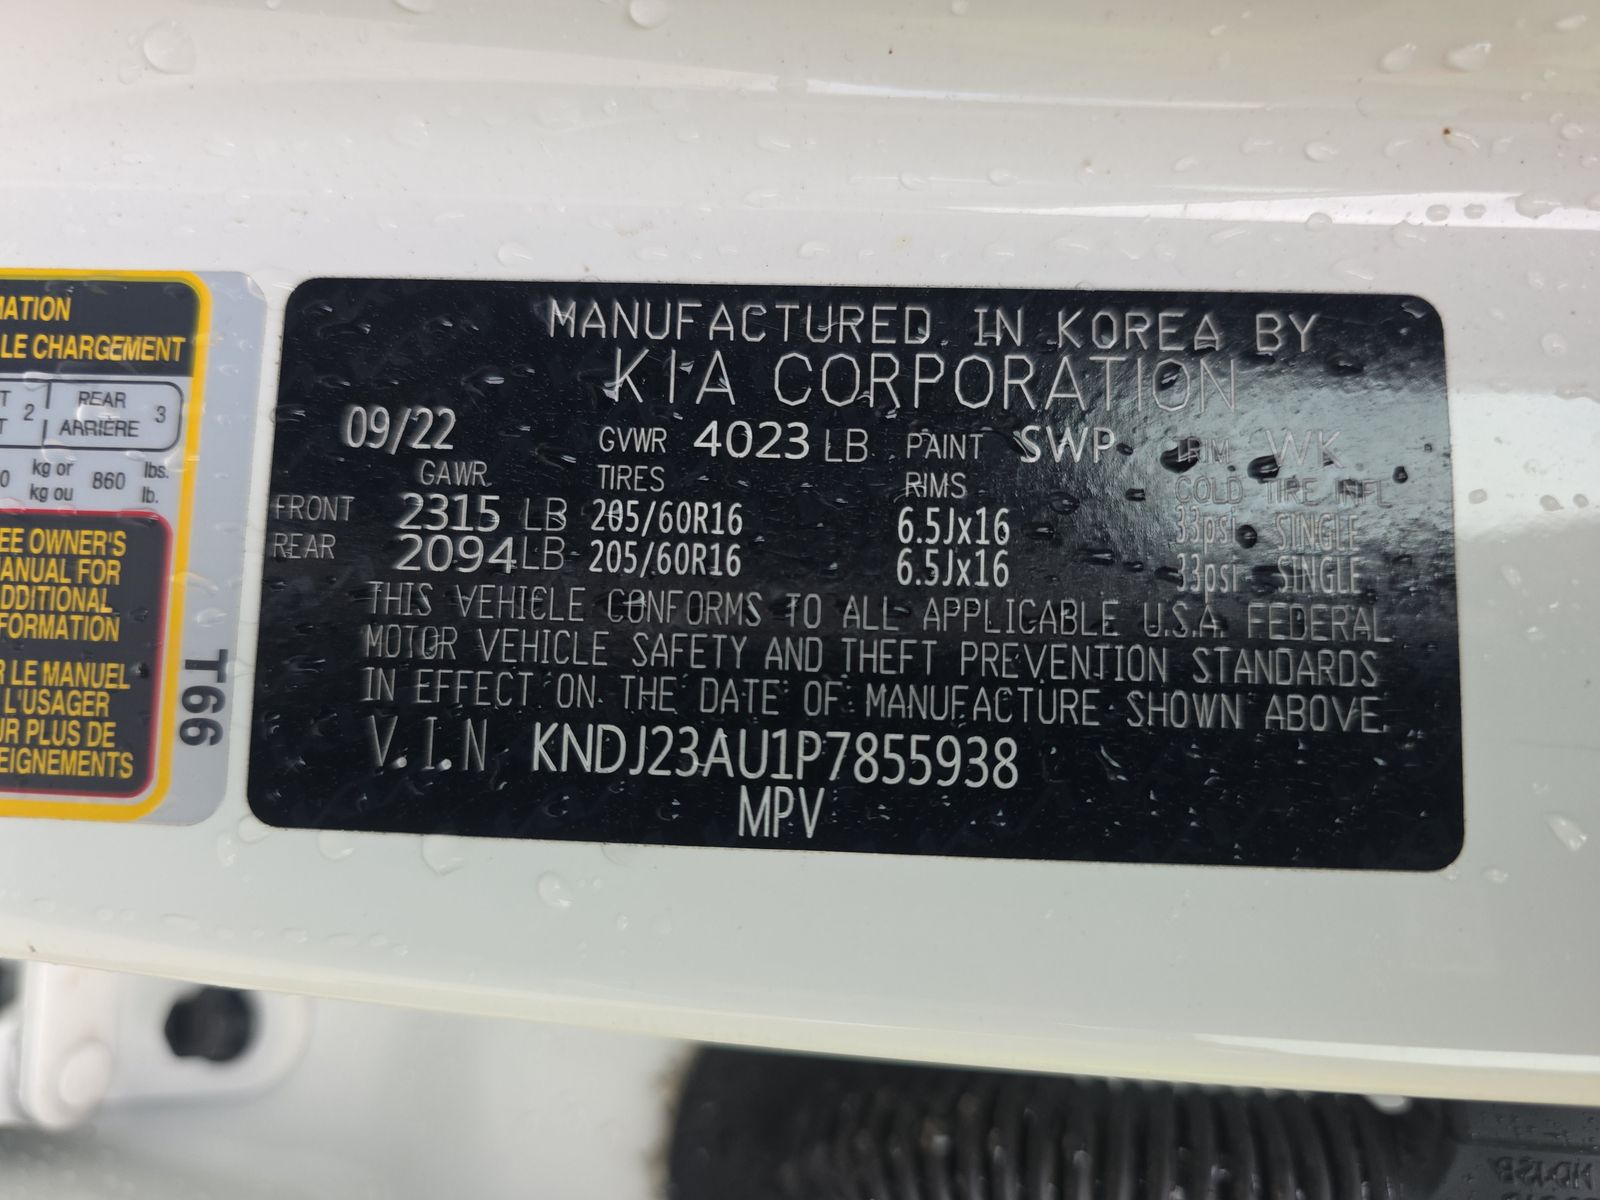 MATION
LE CHARGEMENT
T 2 REAR 3
T ARRIÈRE
0 kg or 860 lbs.
kg ou lb.
EE OWNER'S
ANUAL FOR
DDITIONAL
FORMATION
R LE MANUEL
L'USAGER
UR PLUS DE
EIGNEMENTS
T66
MANUFACTURED IN KOREA BY
KIA CORPORATION
09/22 GVWR 4023 LB PAINT SWP TRIM WK
GAWR TIRES RIMS COLD TIRE INFL
FRONT 2315 LB 205/60R16 6.5Jx16 33psi SINGLE
REAR 2094 LB 205/60R16 6.5Jx16 33psi SINGLE
THIS VEHICLE CONFORMS TO ALL APPLICABLE U.S.A. FEDERAL
MOTOR VEHICLE SAFETY AND THEFT PREVENTION STANDARDS
IN EFFECT ON THE DATE OF MANUFACTURE SHOWN ABOVE.
V.I.N KNDJ23AU1P7855938
MPV